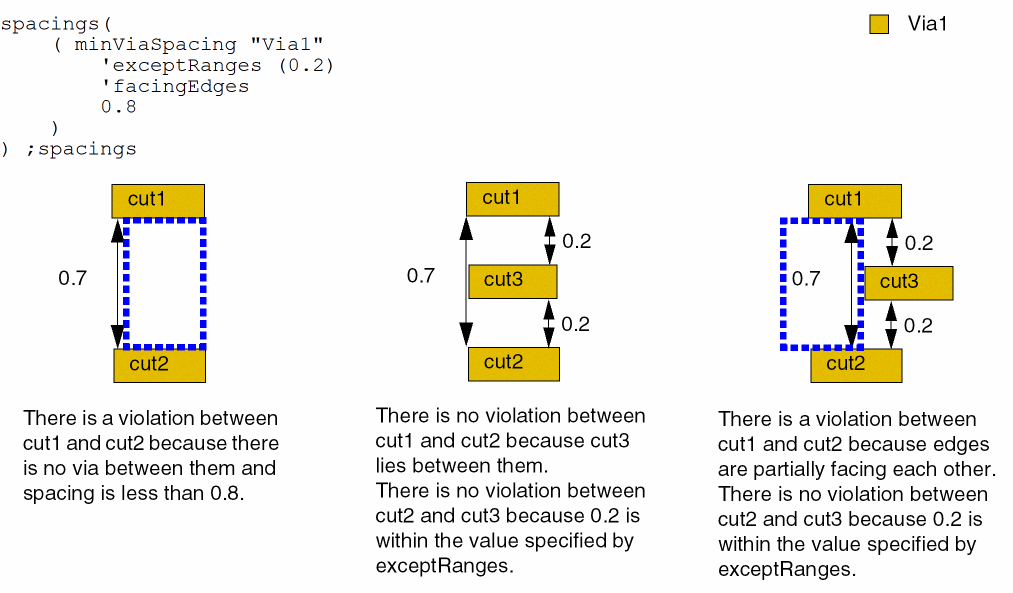 spacings(
( minViaSpacing "Via1"
'exceptRanges (0.2)
'facingEdges
0.8
)
) ;spacings
Via1
cut1
0.7
cut2
There is a violation between
cut1 and cut2 because there
is no via between them and
spacing is less than 0.8.
cut1
0.2
0.7
cut3
0.2
cut2
There is no violation between
cut1 and cut2 because cut3
lies between them.
There is no violation between
cut2 and cut3 because 0.2 is
within the value specified by
exceptRanges.
cut1
0.2
0.7
cut3
0.2
cut2
There is a violation between
cut1 and cut2 because edges
are partially facing each other.
There is no violation between
cut2 and cut3 because 0.2 is
within the value specified by
exceptRanges.